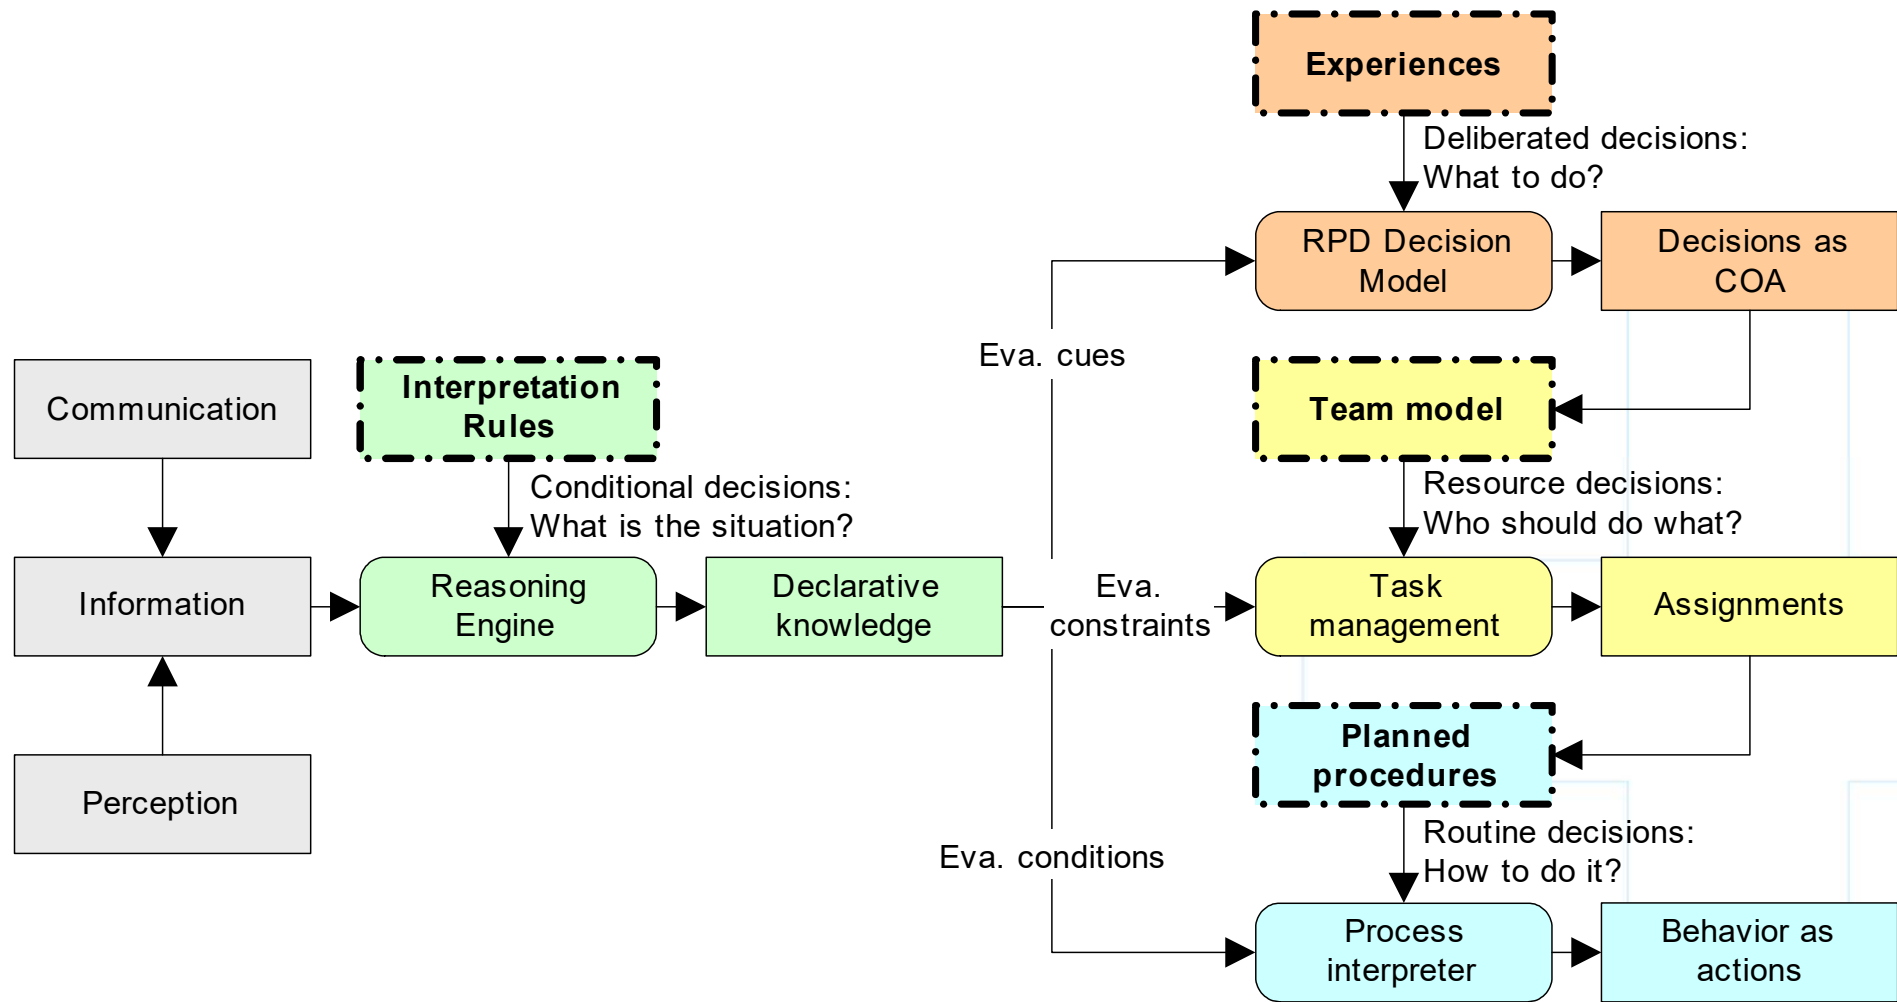 Experiences
Deliberated decisions:
What to do?
RPD Decision
Model
Decisions as
COA
Eva. cues
Communication
Interpretation
Rules
Team model
Conditional decisions:
What is the situation?
Resource decisions:
Who should do what?
Information
Reasoning
Engine
Declarative
knowledge
Eva.
constraints
Task
management
Assignments
Perception
Planned
procedures
Eva. conditions
Routine decisions:
How to do it?
Process
interpreter
Behavior as
actions